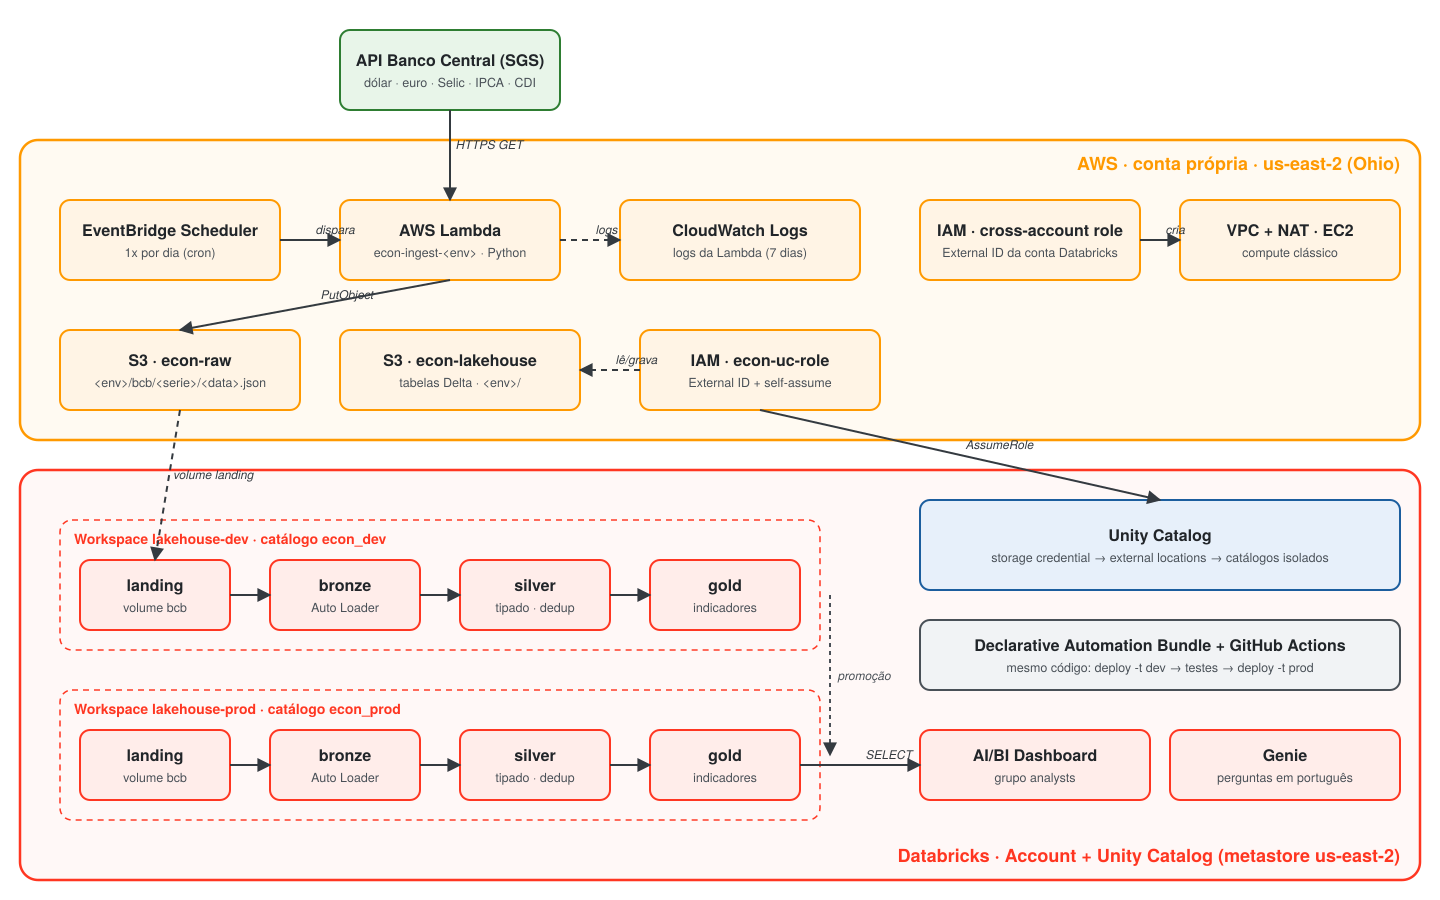 API Banco Central (SGS)
dólar · euro · Selic · IPCA · CDI
HTTPS GET
AWS · conta própria · us-east-2 (Ohio)
EventBridge Scheduler
1x por dia (cron)
dispara
AWS Lambda
econ-ingest-<env> · Python
logs
CloudWatch Logs
logs da Lambda (7 dias)
IAM · cross-account role
External ID da conta Databricks
cria
VPC + NAT · EC2
compute clássico
PutObject
S3 · econ-raw
<env>/bcb/<serie>/<data>.json
S3 · econ-lakehouse
tabelas Delta · <env>/
lê/grava
IAM · econ-uc-role
External ID + self-assume
AssumeRole
volume landing
Workspace lakehouse-dev · catálogo econ_dev
landing
volume bcb
bronze
Auto Loader
silver
tipado · dedup
gold
indicadores
Unity Catalog
storage credential → external locations → catálogos isolados
Declarative Automation Bundle + GitHub Actions
mesmo código: deploy -t dev → testes → deploy -t prod
promoção
Workspace lakehouse-prod · catálogo econ_prod
landing
volume bcb
bronze
Auto Loader
silver
tipado · dedup
gold
indicadores
SELECT
AI/BI Dashboard
grupo analysts
Genie
perguntas em português
Databricks · Account + Unity Catalog (metastore us-east-2)